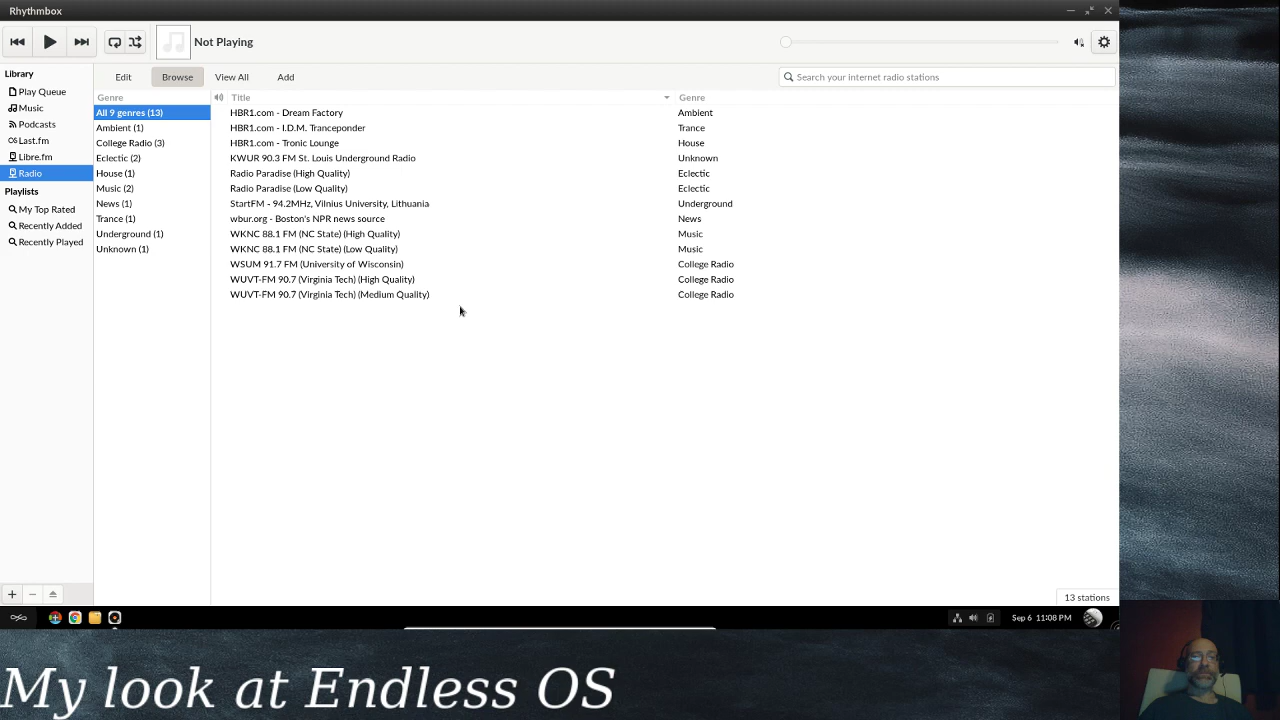 Rhythmbox
Not Playing
Library
Edit
Browse
View All
Add
Search your internet radio stations
Play Queue
Music
Podcasts
Last.fm
Libre.fm
Radio
Playlists
My Top Rated
Recently Added
Recently Played
Genre
All 9 genres (13)
Ambient (1)
College Radio (3)
Eclectic (2)
House (1)
Music (2)
News (1)
Trance (1)
Underground (1)
Unknown (1)
Title Genre
HBR1.com - Dream Factory Ambient
HBR1.com - I.D.M. Tranceponder Trance
HBR1.com - Tronic Lounge House
KWUR 90.3 FM St. Louis Underground Radio Unknown
Radio Paradise (High Quality) Eclectic
Radio Paradise (Low Quality) Eclectic
StartFM - 94.2MHz, Vilnius University, Lithuania Underground
wbur.org - Boston's NPR news source News
WKNC 88.1 FM (NC State) (High Quality) Music
WKNC 88.1 FM (NC State) (Low Quality) Music
WSUM 91.7 FM (University of Wisconsin) College Radio
WUVT-FM 90.7 (Virginia Tech) (High Quality) College Radio
WUVT-FM 90.7 (Virginia Tech) (Medium Quality) College Radio
13 stations
Sep 6 11:08 PM
My look at Endless OS